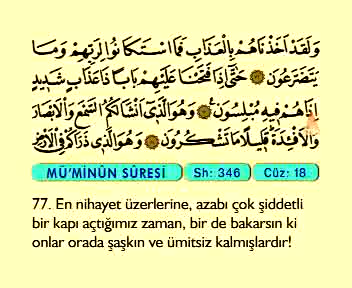 وَلَقَدْ اَخَذْنَاهُمْ بِالْعَذَابِ فَمَا اسْتَكَانُوا لِرَبِّهِمْ وَمَا
يَتَضَرَّعُونَ ۞ حَتّٰى اِذَا فَتَحْنَا عَلَيْهِمْ بَابًا ذَا عَذَابٍ شَدِيدٍ
اِذَا هُمْ فِيهِ مُبْلِسُونَ ۞ وَهُوَ الَّذِى اَنْشَاَ لَكُمُ السَّمْعَ وَالْاَبْصَارَ
وَالْاَفْئِدَةَ قَلِيلًا مَا تَشْكُرُونَ ۞ وَهُوَ الَّذِى ذَرَاَكُمْ فِى الْاَرْضِ
MÜ'MİNÜN SÛRESİ Sh: 346 Cüz: 18
77. En nihayet üzerlerine, azabı çok şiddetli
bir kapı açtığımız zaman, bir de bakarsın ki
onlar orada şaşkın ve ümitsiz kalmışlardır!